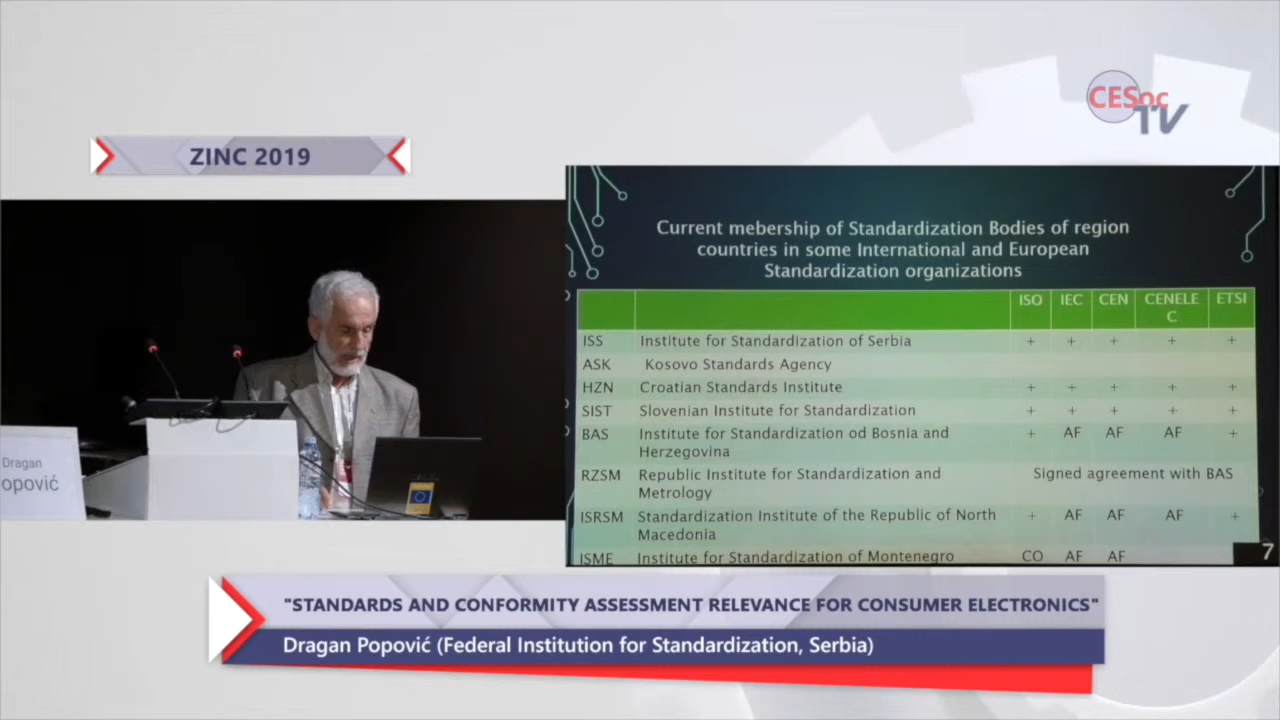 CESoc
TV
ZINC 2019
Current mebership of Standardization Bodies of region
countries in some International and European
Standardization organizations
ISO IEC CEN CENELE ETSI
C
ISS Institute for Standardization of Serbia + + + + +
ASK Kosovo Standards Agency
HZN Croatian Standards Institute + + + + +
SIST Slovenian Institute for Standardization + + + + +
BAS Institute for Standardization od Bosnia and + AF AF AF +
Herzegovina
RZSM Republic Institute for Standardization and Signed agreement with BAS
Metrology
ISRSM Standardization Institute of the Republic of North + AF AF AF +
Macedonia
ISME Institute for Standardization of Montenegro CO AF AF
7
Dragan
opović
"STANDARDS AND CONFORMITY ASSESSMENT RELEVANCE FOR CONSUMER ELECTRONICS"
Dragan Popović (Federal Institution for Standardization, Serbia)